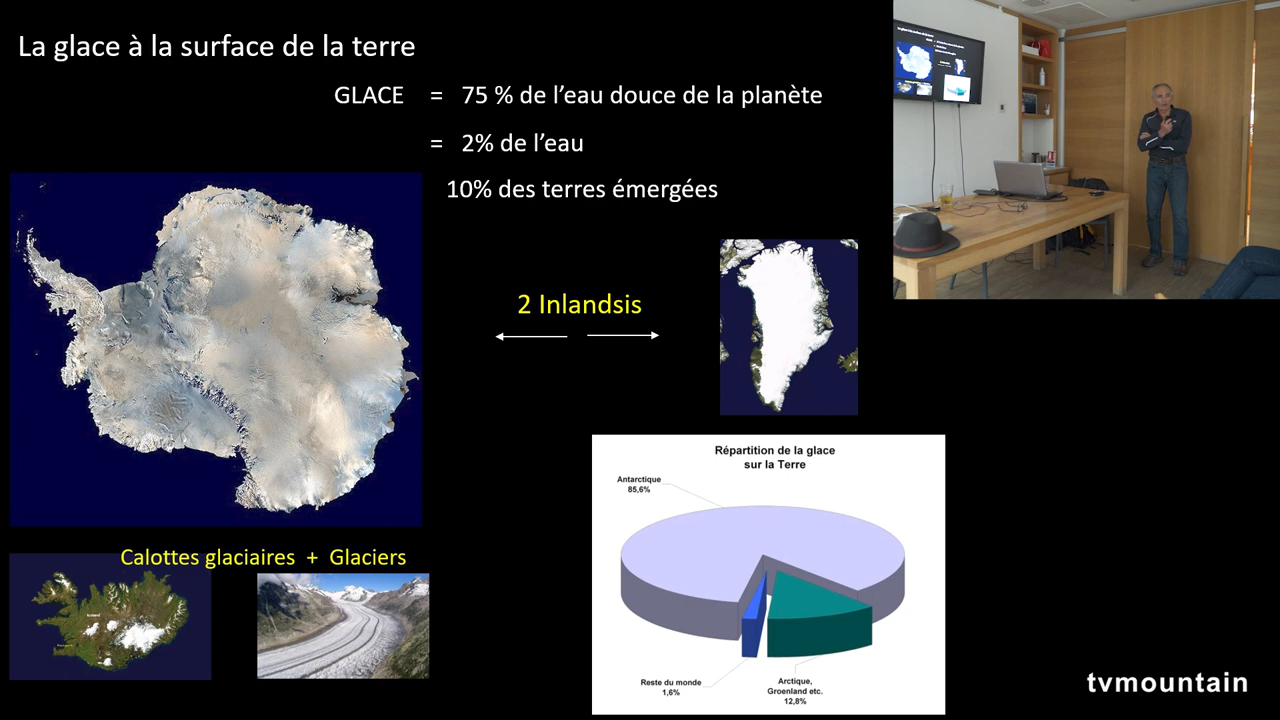 La glace à la surface de la terre
GLACE = 75 % de l’eau douce de la planète
= 2% de l’eau
10% des terres émergées
2 Inlandsis
Répartition de la glace
sur la Terre
Antarctique
85,6%
Calottes glaciaires + Glaciers
Reste du monde
1,6%
Arctique,
Groenland etc.
12,8%
tvmountain